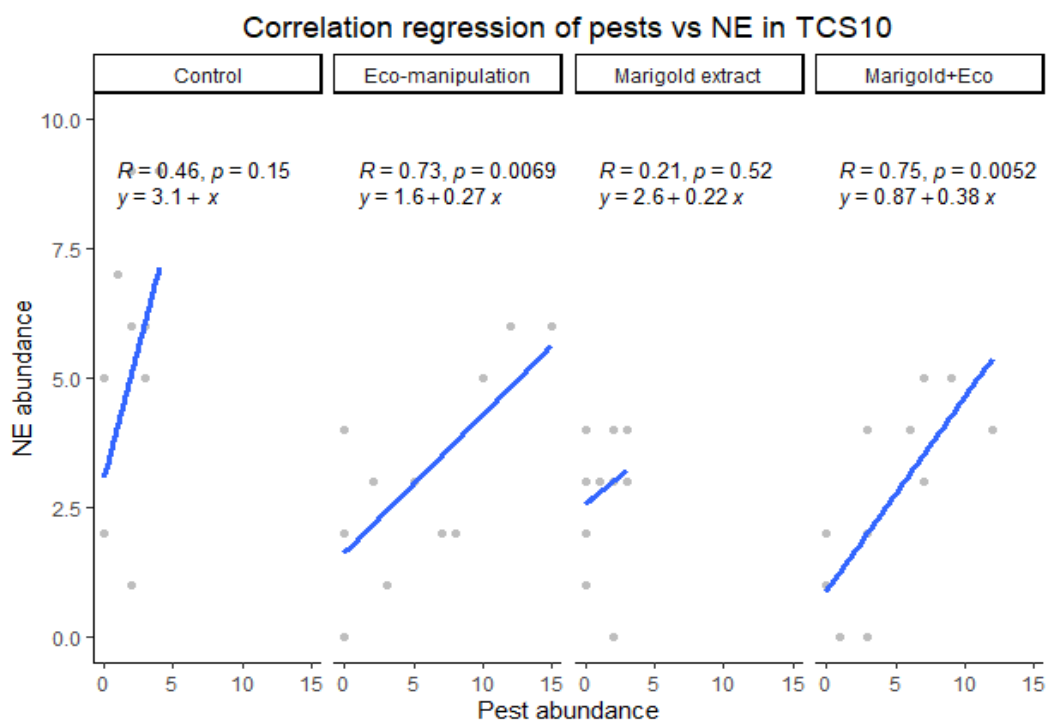 Correlation regression of pests vs NE in TCS10
Control
Eco-manipulation
Marigold extract
Marigold+Eco
R = 0.46, p = 0.15
y = 3.1 + x
R = 0.73, p = 0.0069
y = 1.6 + 0.27 x
R = 0.21, p = 0.52
y = 2.6 + 0.22 x
R = 0.75, p = 0.0052
y = 0.87 + 0.38 x
10.0
7.5
5.0
2.5
0.0
NE abundance
0 5 10 15
0 5 10 15
0 5 10 15
0 5 10 15
Pest abundance